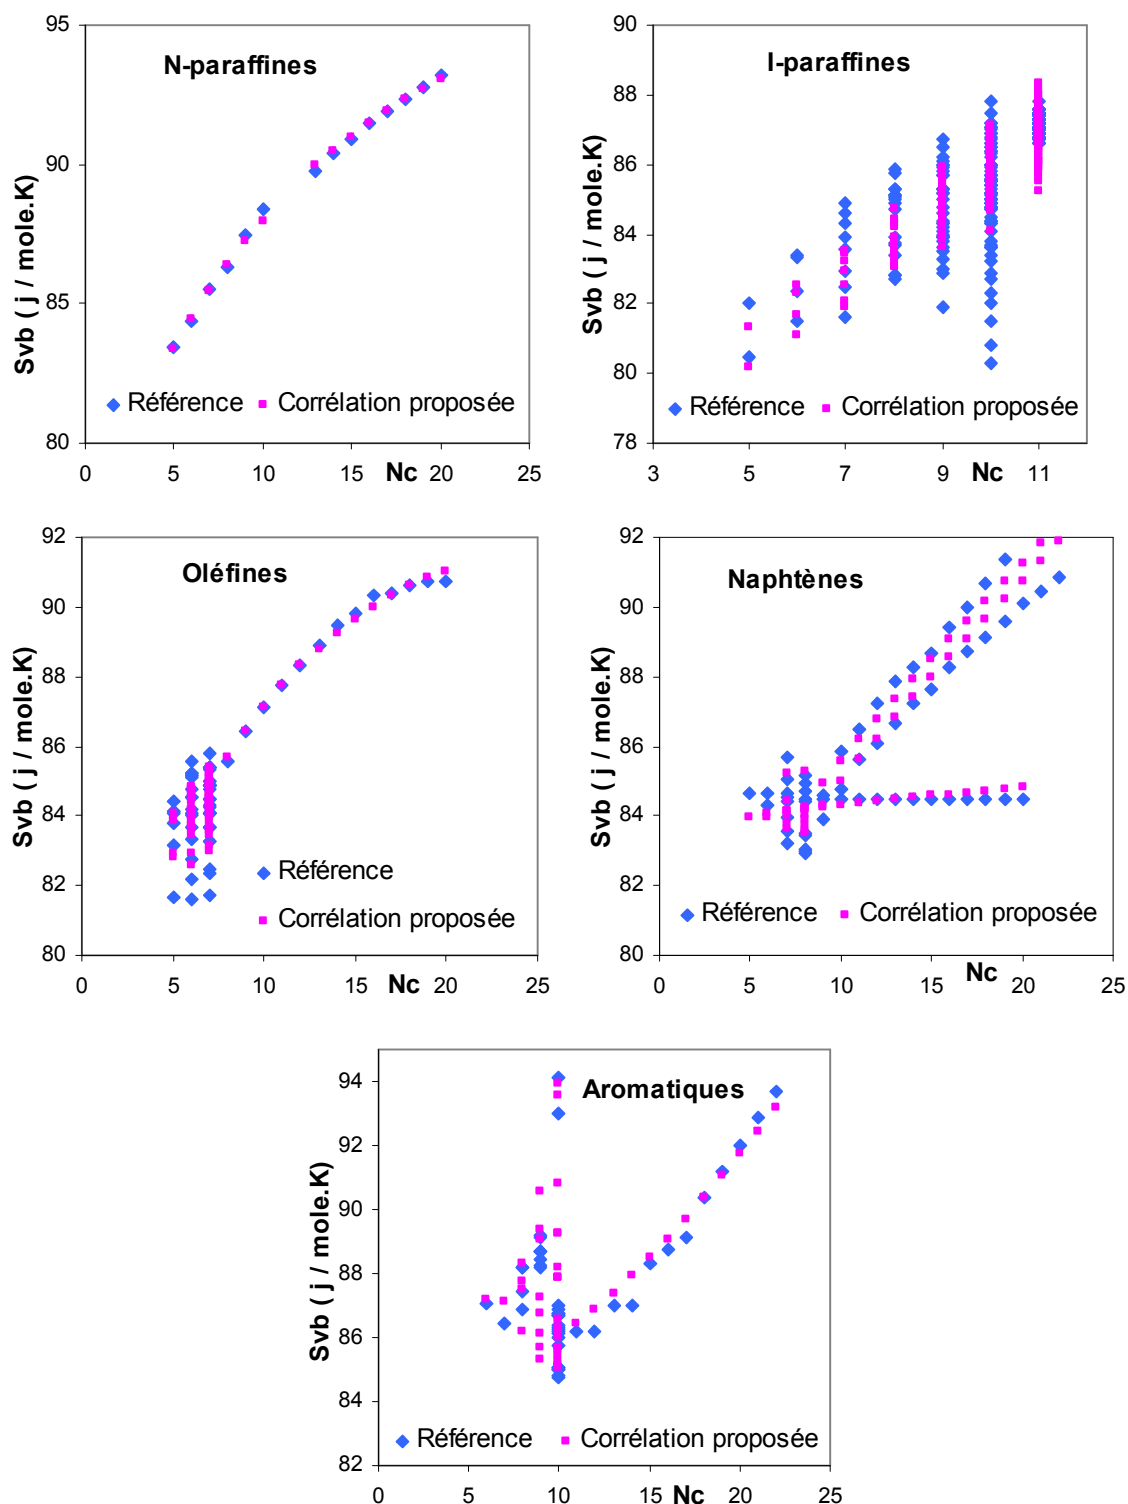 N-paraffines
Svb ( j / mole.K)
95
90
85
80
Référence Corrélation proposée
0 5 10 15 Nc 20 25
I-paraffines
Svb ( j / mole.K)
90
88
86
84
82
80
78
Référence Corrélation proposée
3 5 7 9 Nc 11
Oléfines
Svb ( j / mole.K)
92
90
88
86
84
82
80
Référence
Corrélation proposée
0 5 10 15 Nc 20 25
Naphtènes
Svb ( j / mole.K)
92
90
88
86
84
82
80
Référence Corrélation proposée
0 5 10 15 Nc 20 25
Aromatiques
Svb ( j / mole.K)
94
92
90
88
86
84
82
Référence Corrélation proposée
0 5 10 15 Nc 20 25